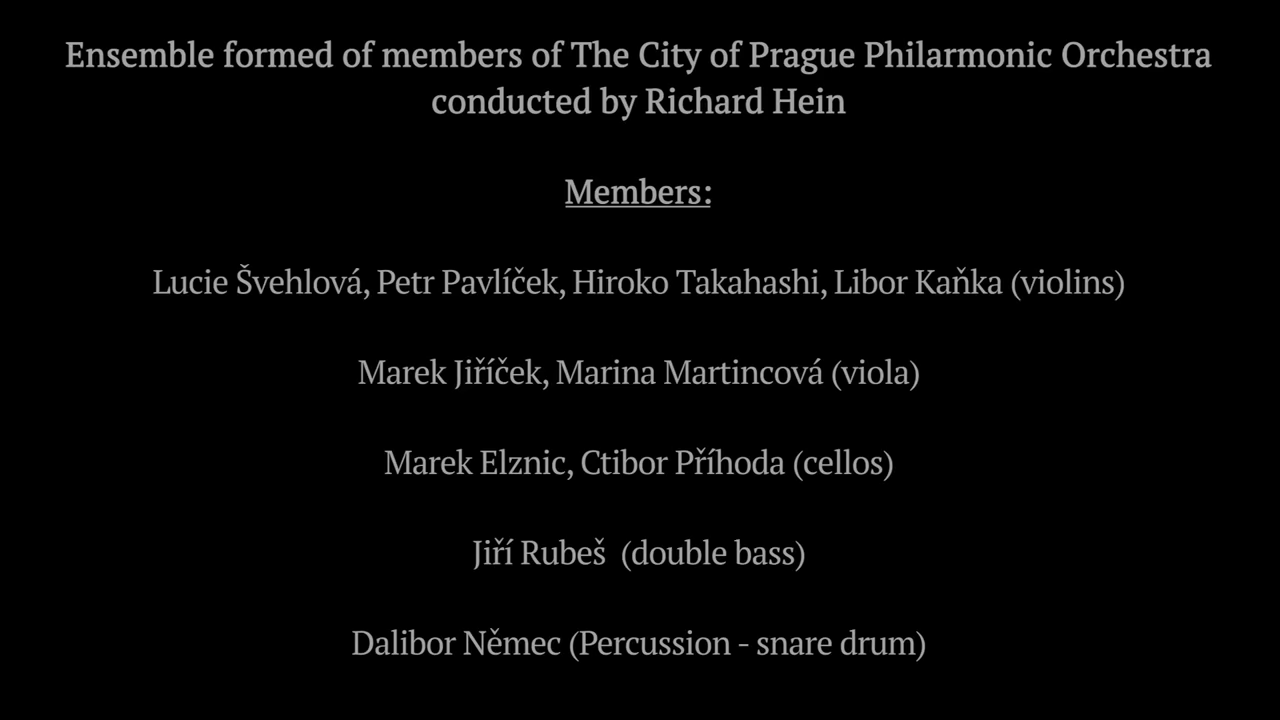 Ensemble formed of members of The City of Prague Philarmonic Orchestra
conducted by Richard Hein
Members:
Lucie Švehlová, Petr Pavlíček, Hiroko Takahashi, Libor Kaňka (violins)
Marek Jiříček, Marina Martincová (viola)
Marek Elznic, Ctibor Příhoda (cellos)
Jiří Rubeš (double bass)
Dalibor Němec (Percussion - snare drum)